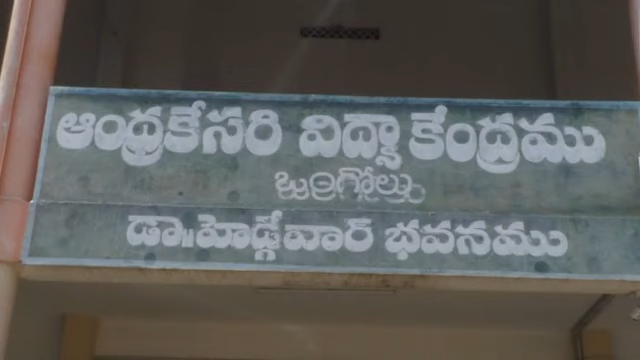 ఆంధ్రకేసరి విద్యా కేంద్రము
ఒంగోలు
డా॥హెడ్గేవార్ భవనము